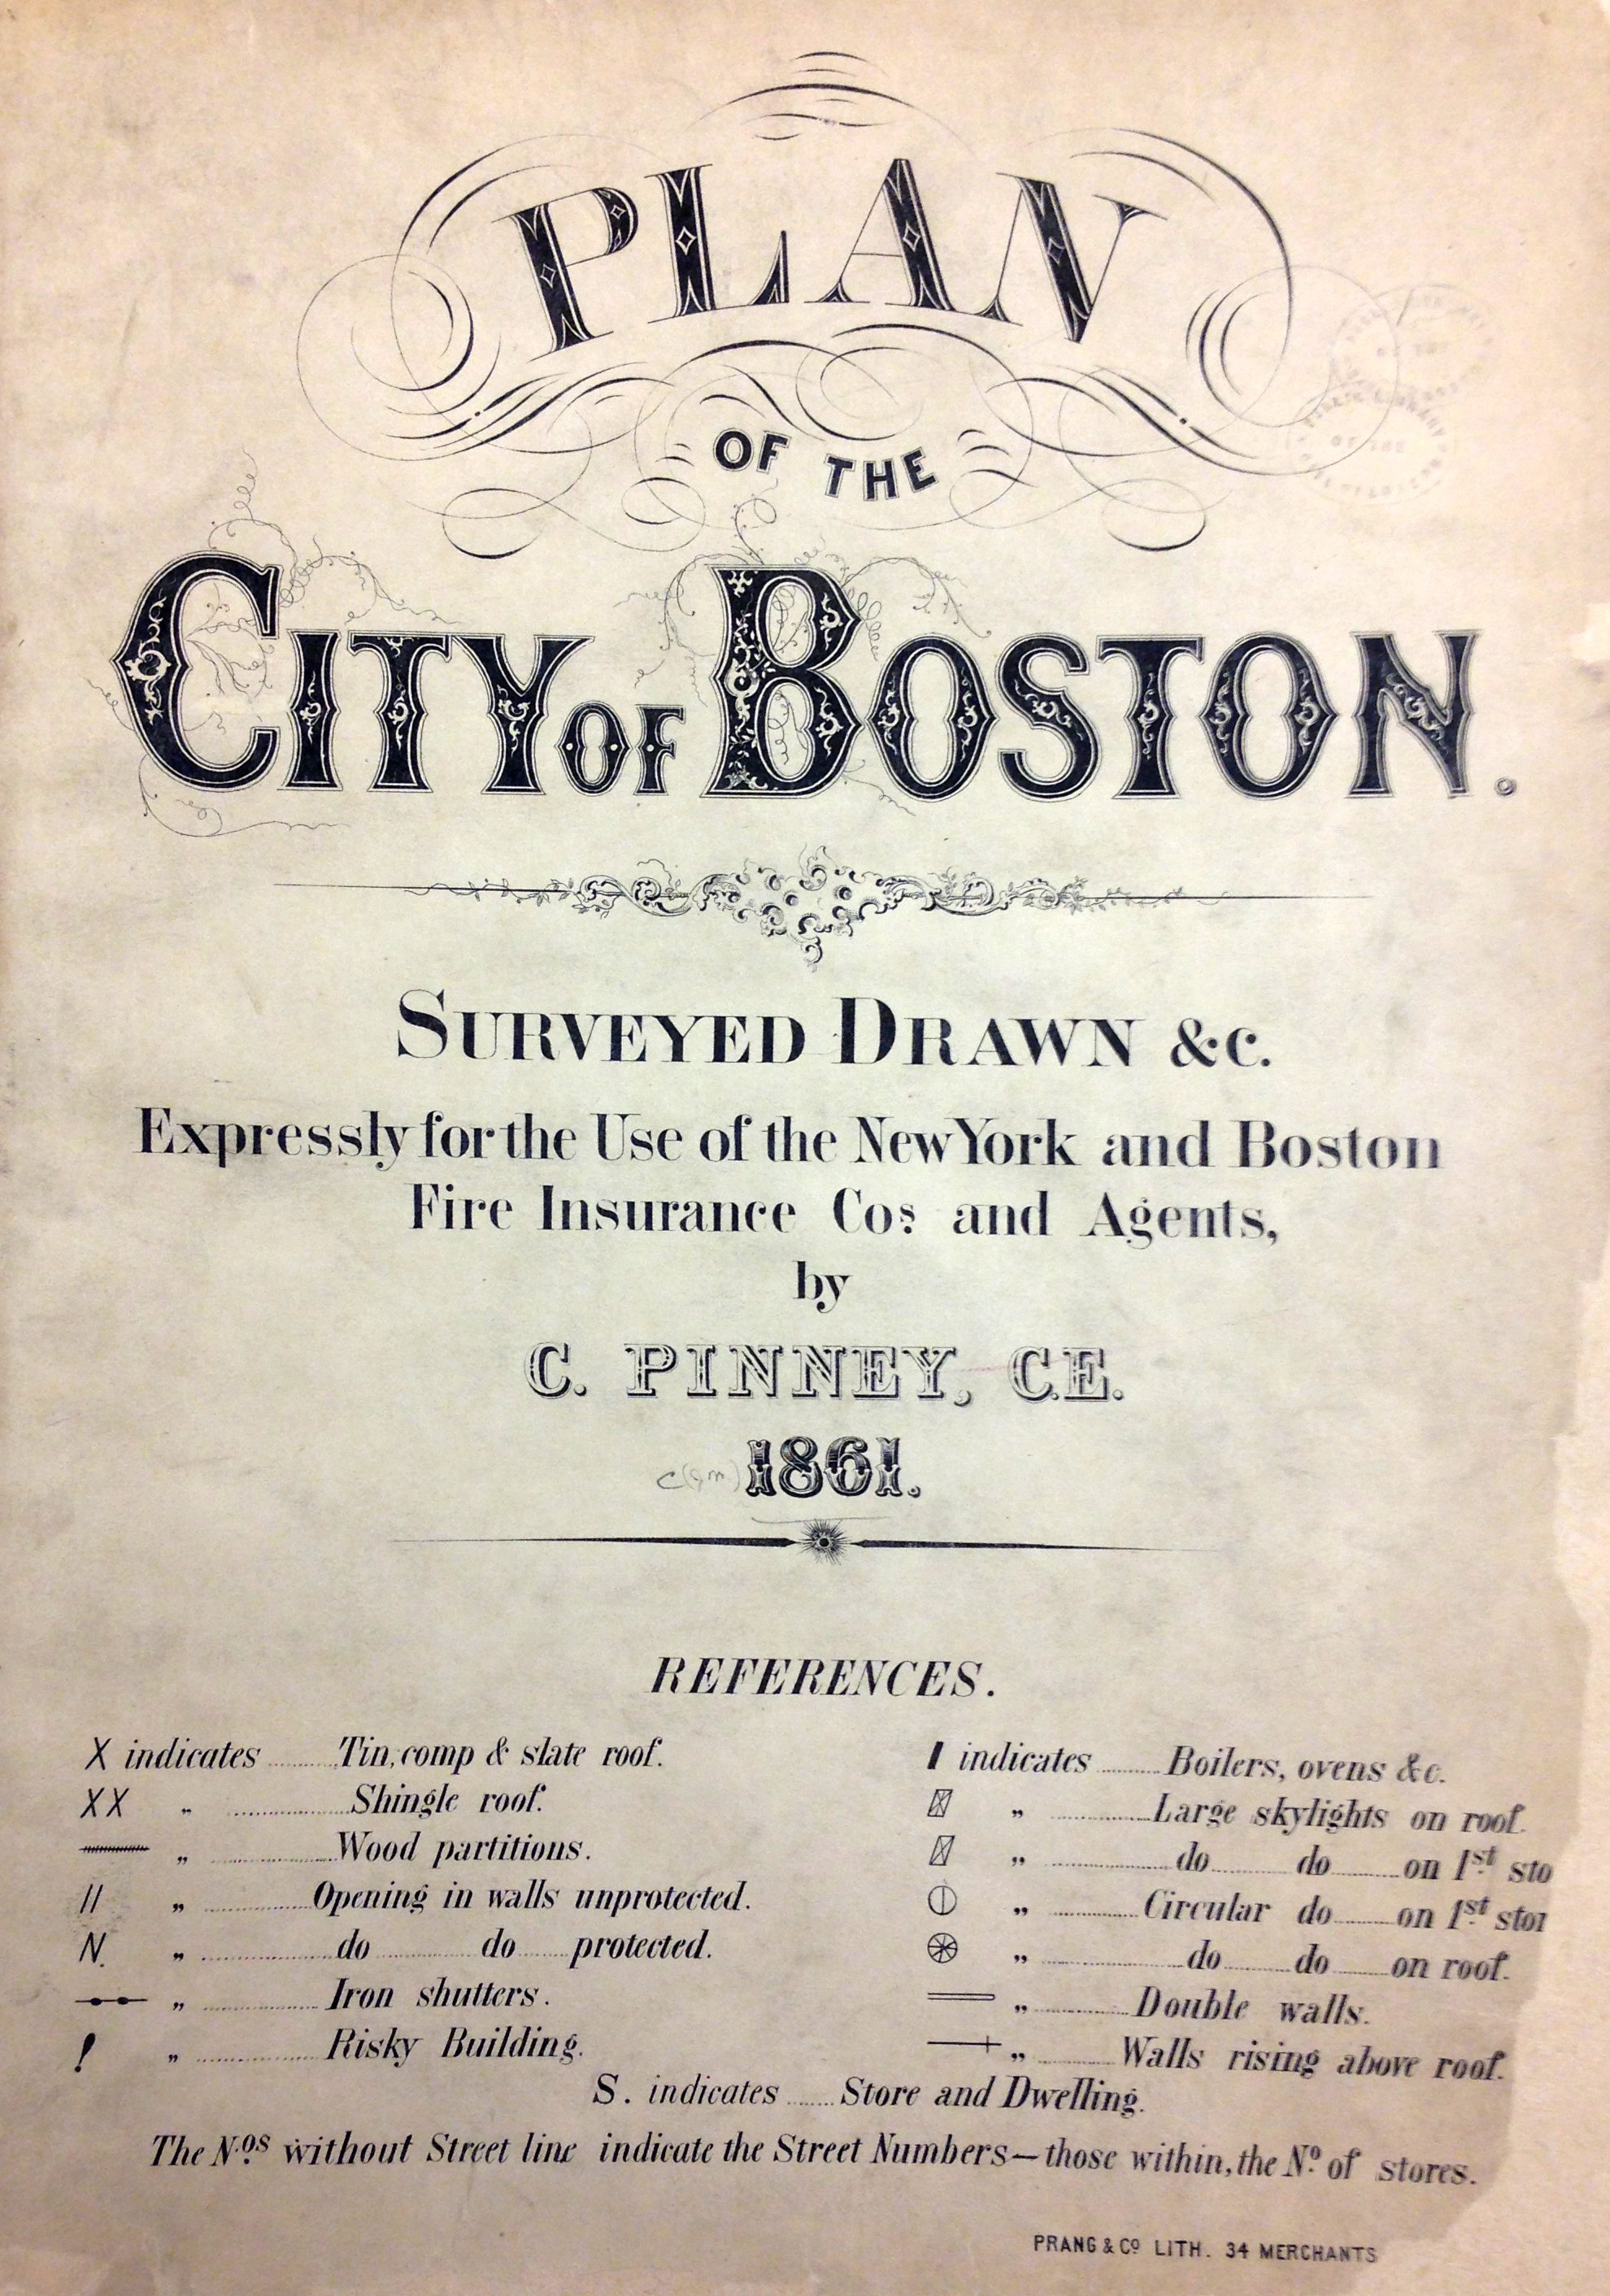 PLAN
OF THE
CITY OF BOSTON.
SURVEYED DRAWN &c.
Expressly for the Use of the New York and Boston
Fire Insurance Cos. and Agents,
by
C. PINNEY, C.E.
1861.
REFERENCES.
X indicates ........ Tin, comp & slate roof.
XX „ ........ Shingle roof.
„ ........ Wood partitions.
// „ ........ Opening in walls unprotected.
N. „ ........ do ........ do ........ protected.
„ ........ Iron shutters.
! „ ........ Risky Building.
indicates ........ Boilers, ovens &c.
„ ........ Large skylights on roof.
„ ........ do ........ do ........ on 1st sto
„ ........ Circular do ........ on 1st stor
„ ........ do ........ do ........ on roof.
„ ........ Double walls.
„ ........ Walls rising above roof.
S. indicates ........ Store and Dwelling.
The Nos. without Street line indicate the Street Numbers — those within, the No. of stores.
PRANG & Co. LITH. 34 MERCHANTS